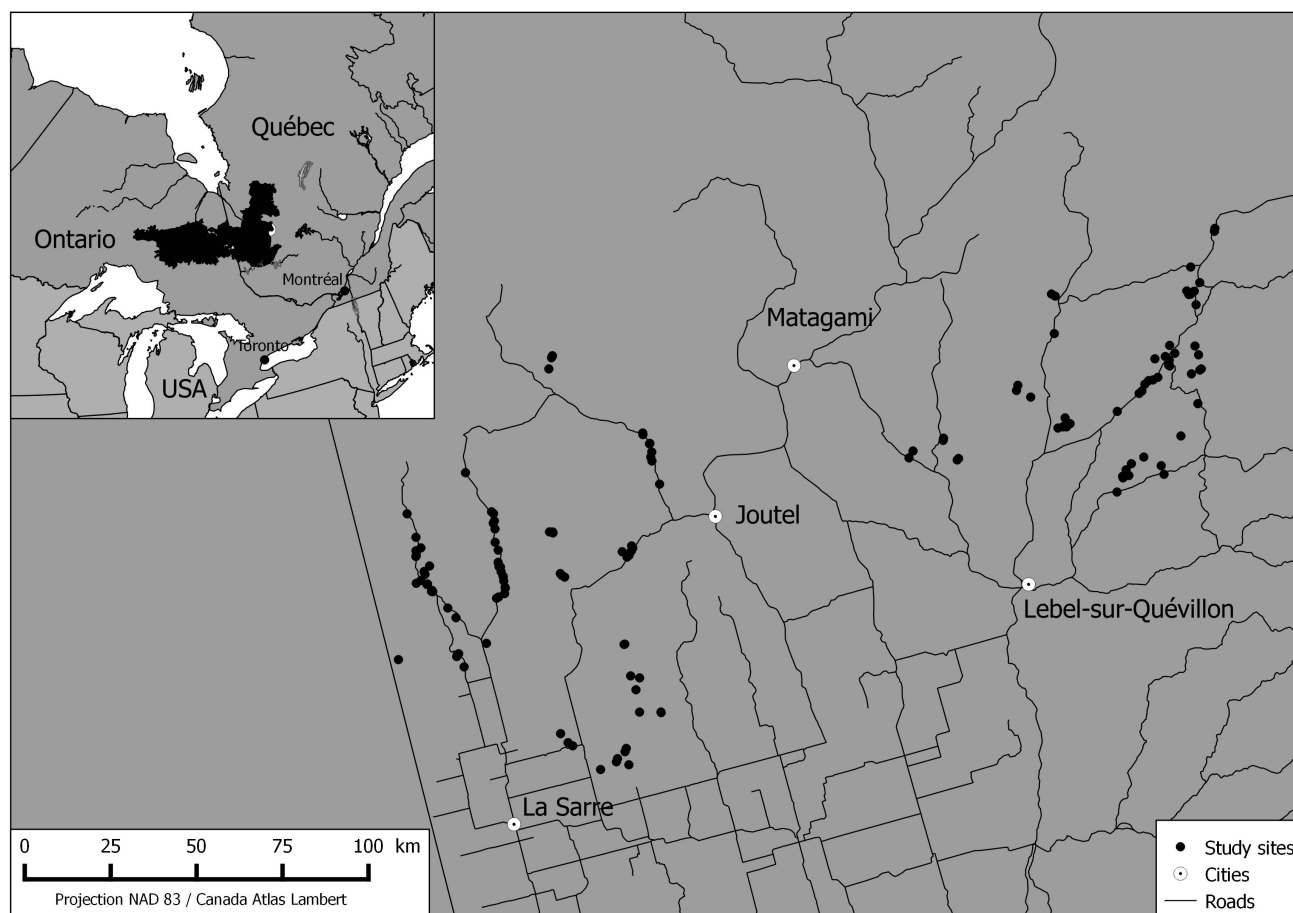 Québec
Ontario
Montréal
Toronto
USA
Matagami
Joutel
Lebel-sur-Quévillon
La Sarre
0 25 50 75 100 km
Projection NAD 83 / Canada Atlas Lambert
Study sites
Cities
Roads